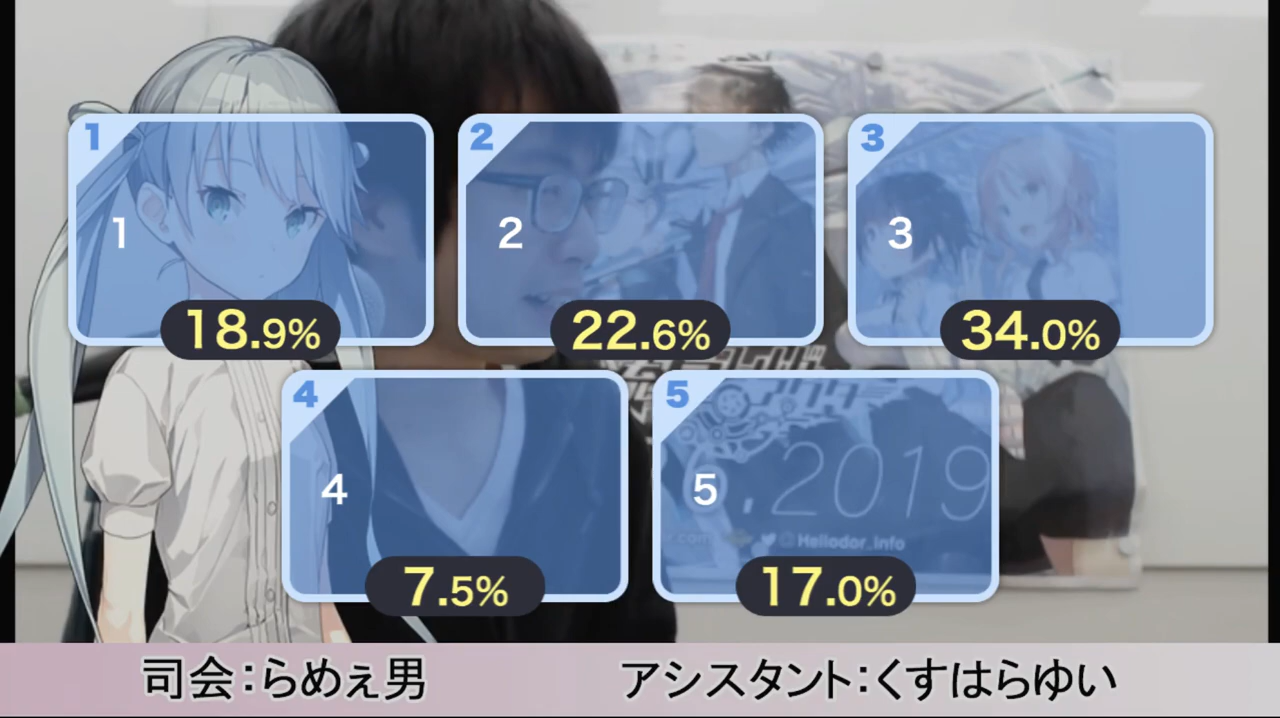 1 2 3
1 2 3
18.9% 22.6% 34.0%
4 5
4 5
.2019
@Hellodor_Info
7.5% 17.0%
司会:らめぇ男 アシスタント:くすはらゆい